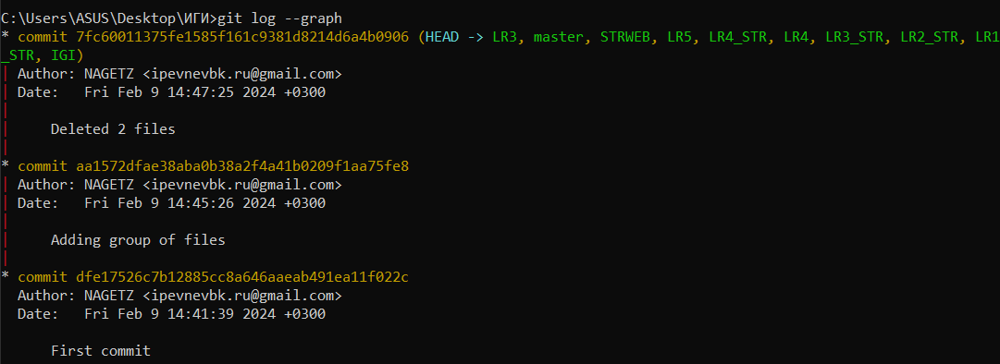 C:\Users\ASUS\Desktop\ИГИ>git log --graph
* commit 7fc60011375fe1585f161c9381d8214d6a4b0906 (HEAD -> LR3, master, STRWEB, LR5, LR4_STR, LR4, LR3_STR, LR2_STR, LR1
_STR, IGI)
| Author: NAGETZ <ipevnevbk.ru@gmail.com>
| Date:   Fri Feb 9 14:47:25 2024 +0300
|
|     Deleted 2 files
|
* commit aa1572dfae38aba0b38a2f4a41b0209f1aa75fe8
| Author: NAGETZ <ipevnevbk.ru@gmail.com>
| Date:   Fri Feb 9 14:45:26 2024 +0300
|
|     Adding group of files
|
* commit dfe17526c7b12885cc8a646aaeab491ea11f022c
  Author: NAGETZ <ipevnevbk.ru@gmail.com>
  Date:   Fri Feb 9 14:41:39 2024 +0300
      First commit